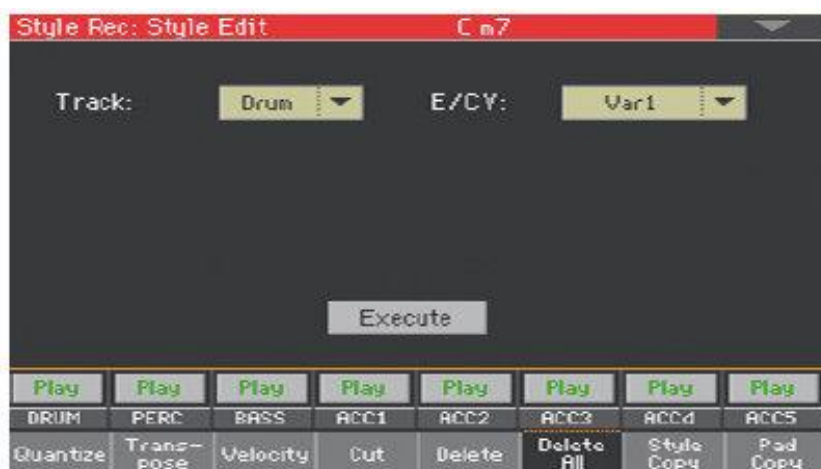 Style Rec: Style Edit C m7
Track: Drum E/CV: Var1
Execute
Play Play Play Play Play Play Play Play
DRUM PERC BASS ACC1 ACC2 ACC3 ACC4 ACC5
Quantize Trans-pose Velocity Cut Delete Delete All Style Copy Pad Copy